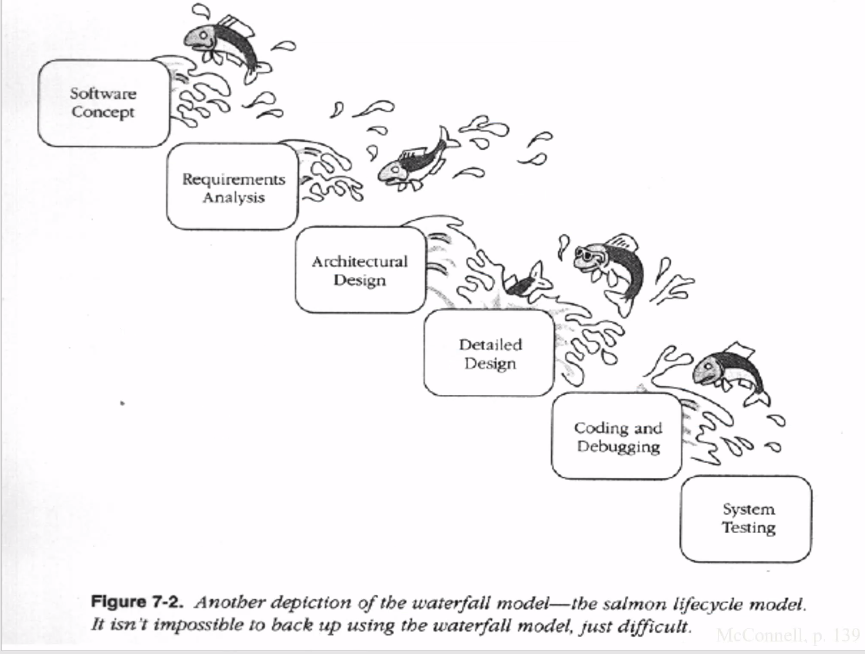 Software
Concept
Requirements
Analysis
Architectural
Design
Detailed
Design
Coding and
Debugging
System
Testing
Figure 7-2. Another depiction of the waterfall model—the salmon lifecycle model.
It isn't impossible to back up using the waterfall model, just difficult.
McConnell, p. 139